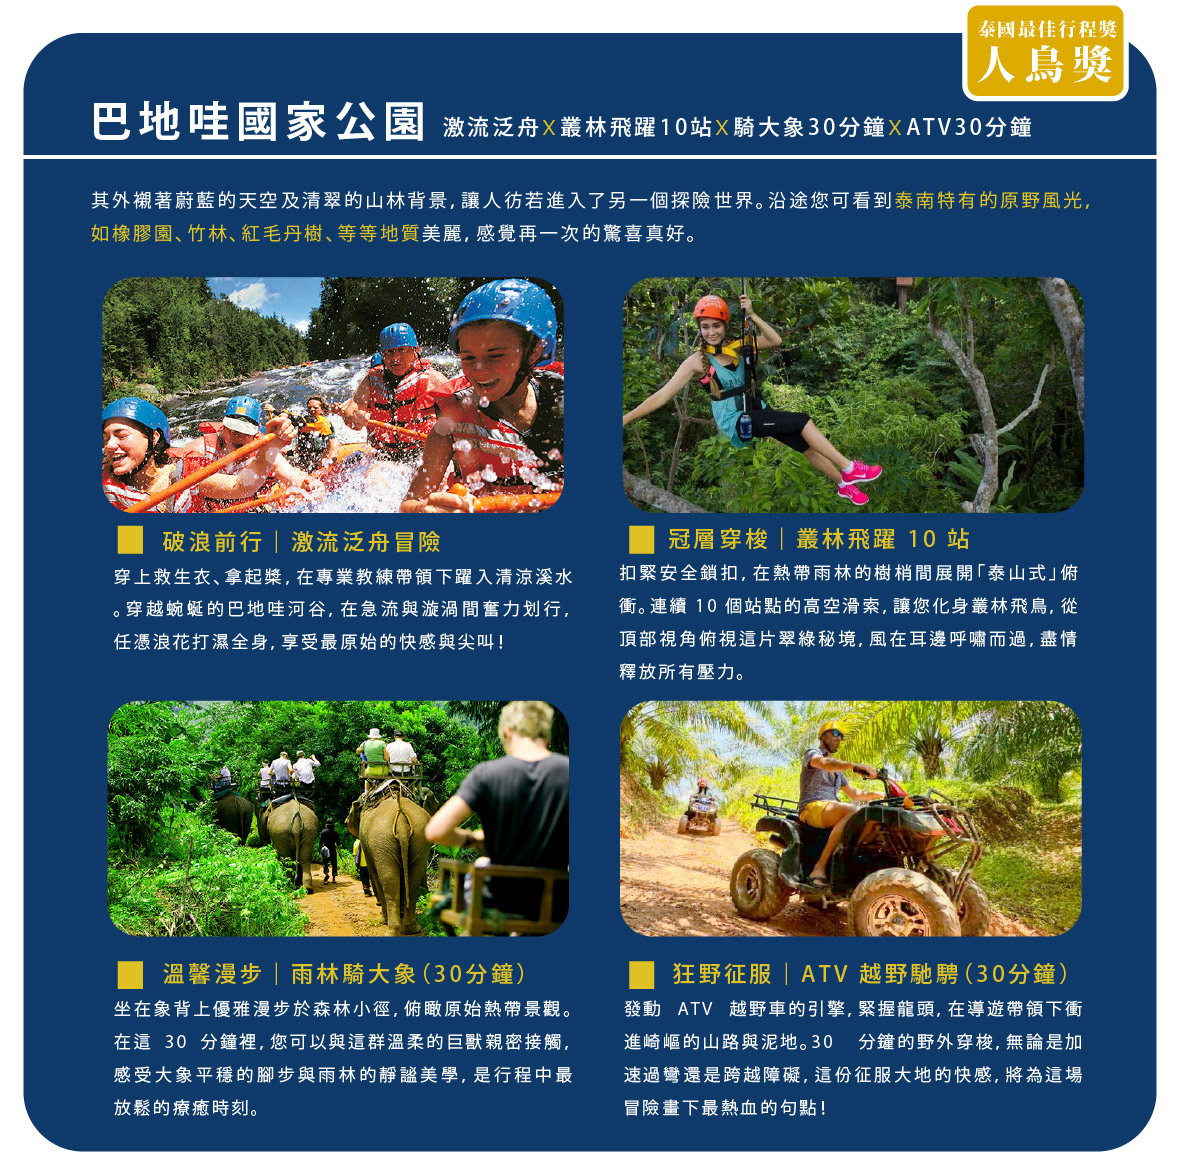 泰國最佳行程獎
人鳥獎
巴地哇國家公園 激流泛舟X叢林飛躍10站X騎大象30分鐘XATV30分鐘
其外襯著蔚藍的天空及清翠的山林背景,讓人彷若進入了另一個探險世界。沿途您可看到泰南特有的原野風光,
如橡膠園、竹林、紅毛丹樹、等等地質美麗,感覺再一次的驚喜真好。
破浪前行｜激流泛舟冒險
穿上救生衣、拿起槳,在專業教練帶領下躍入清涼溪水
。穿越蜿蜒的巴地哇河谷,在急流與漩渦間奮力划行,
任憑浪花打濕全身,享受最原始的快感與尖叫!
冠層穿梭｜叢林飛躍 10 站
扣緊安全鎖扣,在熱帶雨林的樹梢間展開「泰山式」俯
衝。連續 10 個站點的高空滑索,讓您化身叢林飛鳥,從
頂部視角俯視這片翠綠秘境,風在耳邊呼嘯而過,盡情
釋放所有壓力。
溫馨漫步｜雨林騎大象(30分鐘)
坐在象背上優雅漫步於森林小徑,俯瞰原始熱帶景觀。
在這 30 分鐘裡,您可以與這群溫柔的巨獸親密接觸,
感受大象平穩的腳步與雨林的靜謐美學,是行程中最
放鬆的療癒時刻。
狂野征服｜ATV 越野馳騁(30分鐘)
發動 ATV 越野車的引擎,緊握龍頭,在導遊帶領下衝
進崎嶇的山路與泥地。30 分鐘的野外穿梭,無論是加
速過彎還是跨越障礙,這份征服大地的快感,將為這場
冒險畫下最熱血的句點!